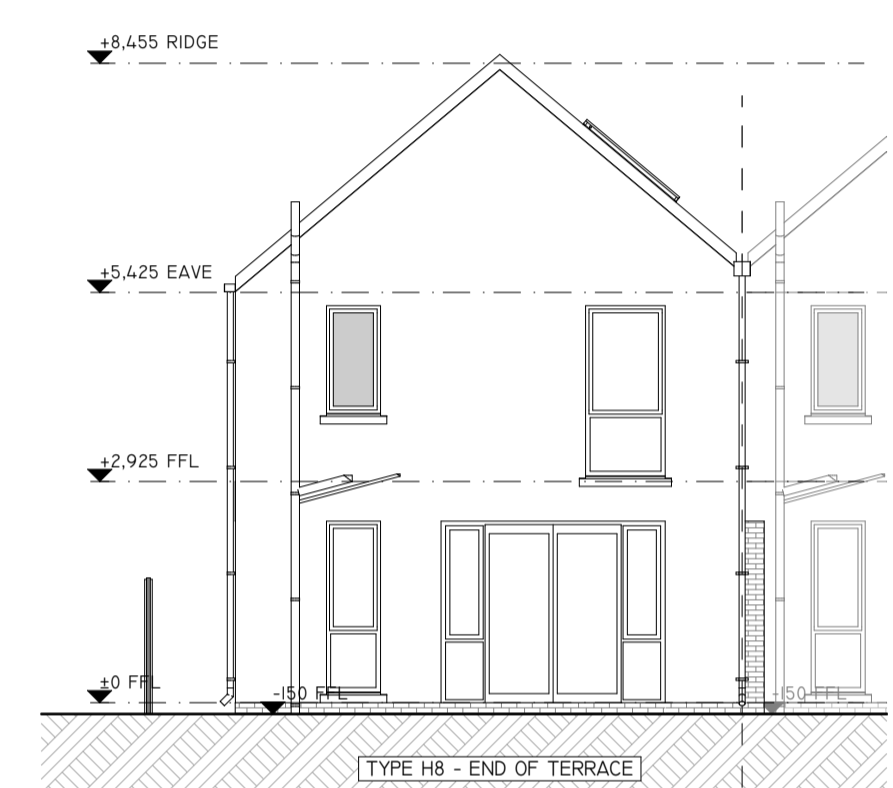 +8,455 RIDGE
+5,425 EAVE
+2,925 FFL
±0 FFL
-150 FFL
-150 FFL
TYPE H8 - END OF TERRACE